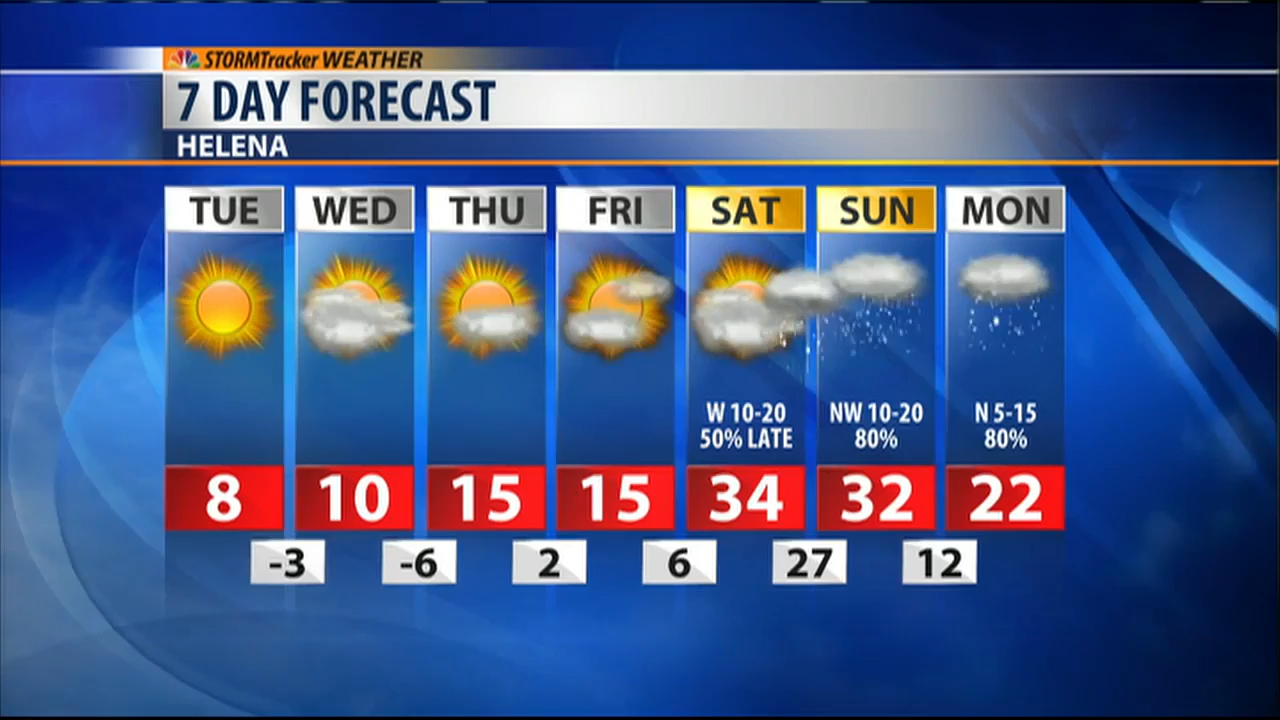 STORMTracker WEATHER
7 DAY FORECAST
HELENA
TUE WED THU FRI SAT SUN MON
W 10-20 NW 10-20 N 5-15
50% LATE 80% 80%
8 10 15 15 34 32 22
-3 -6 2 6 27 12